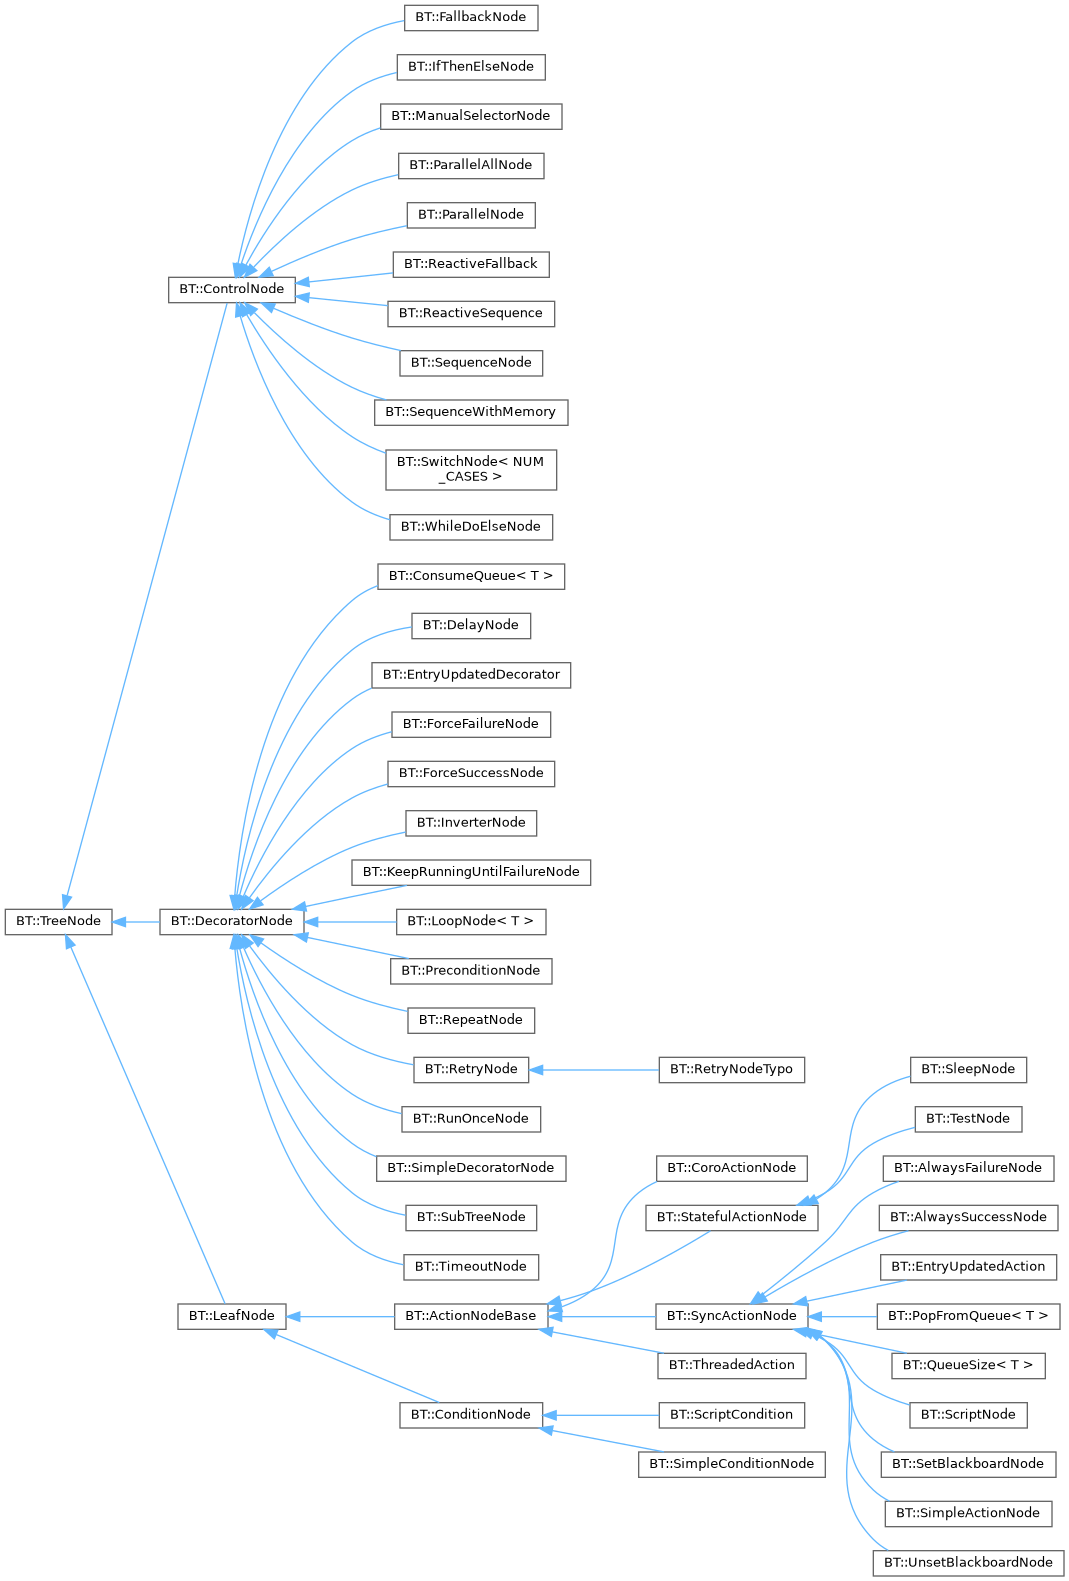 BT::FallbackNode
BT::IfThenElseNode
BT::ManualSelectorNode
BT::ParallelAllNode
BT::ParallelNode
BT::ReactiveFallback
BT::ControlNode
BT::ReactiveSequence
BT::SequenceNode
BT::SequenceWithMemory
BT::SwitchNode< NUM
_CASES >
BT::WhileDoElseNode
BT::ConsumeQueue< T >
BT::DelayNode
BT::EntryUpdatedDecorator
BT::ForceFailureNode
BT::ForceSuccessNode
BT::InverterNode
BT::KeepRunningUntilFailureNode
BT::TreeNode
BT::DecoratorNode
BT::LoopNode< T >
BT::PreconditionNode
BT::RepeatNode
BT::RetryNode
BT::RetryNodeTypo
BT::SleepNode
BT::RunOnceNode
BT::TestNode
BT::SimpleDecoratorNode
BT::CoroActionNode
BT::AlwaysFailureNode
BT::SubTreeNode
BT::StatefulActionNode
BT::AlwaysSuccessNode
BT::TimeoutNode
BT::EntryUpdatedAction
BT::LeafNode
BT::ActionNodeBase
BT::SyncActionNode
BT::PopFromQueue< T >
BT::ThreadedAction
BT::QueueSize< T >
BT::ConditionNode
BT::ScriptCondition
BT::ScriptNode
BT::SimpleConditionNode
BT::SetBlackboardNode
BT::SimpleActionNode
BT::UnsetBlackboardNode